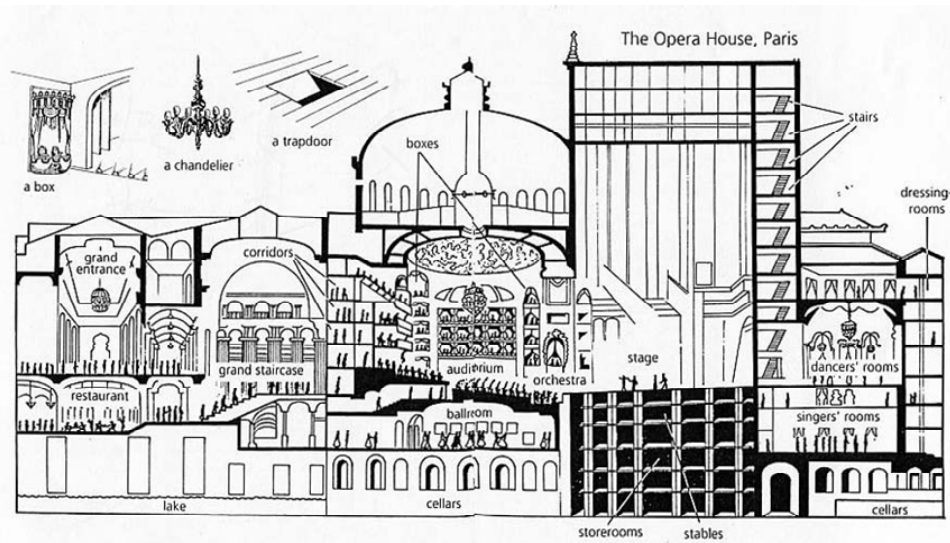 The Opera House, Paris
a box
a chandelier
a trapdoor
boxes
stairs
dressing
rooms
grand
entrance
corridors
grand staircase
auditorium
orchestra
stage
dancers' rooms
restaurant
ballroom
singers' rooms
lake
cellars
storerooms
stables
cellars